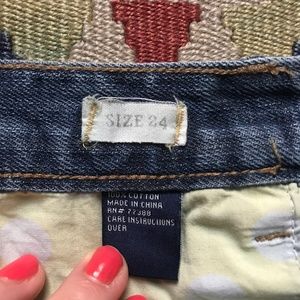 SIZE 24
100% COTTON
MADE IN CHINA
RN# 77388
CARE INSTRUCTIONS
OVER